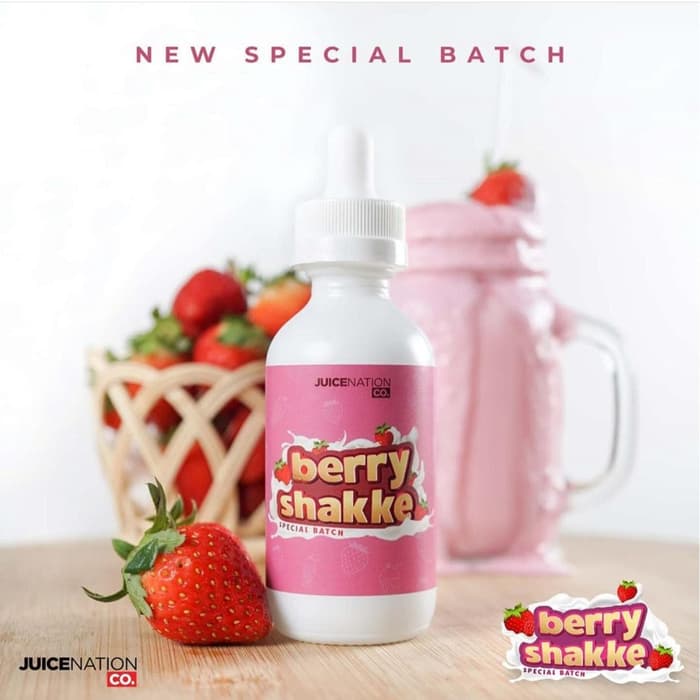 NEW SPECIAL BATCH
JUICENATION
CO.
berry
shakke
SPECIAL BATCH
JUICENATION
CO.
berry
shakke
SPECIAL BATCH